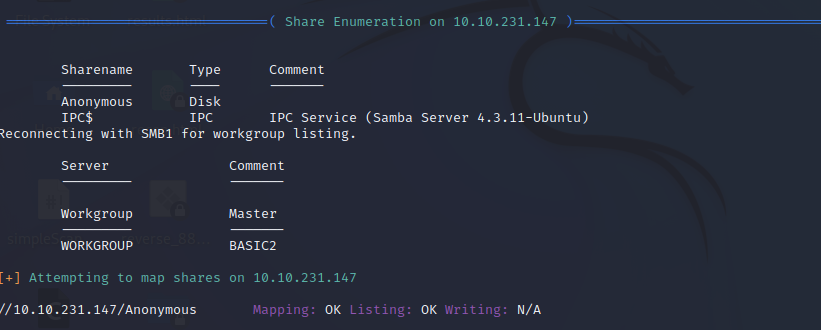 ( Share Enumeration on 10.10.231.147 )
Sharename Type Comment
--------- ---- -------
Anonymous Disk
IPC$ IPC IPC Service (Samba Server 4.3.11-Ubuntu)
Reconnecting with SMB1 for workgroup listing.
Server Comment
--------- -------
Workgroup Master
--------- -------
WORKGROUP BASIC2
[+] Attempting to map shares on 10.10.231.147
//10.10.231.147/Anonymous Mapping: OK Listing: OK Writing: N/A